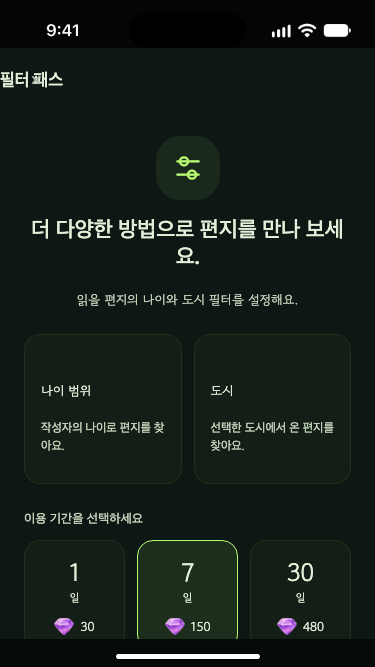 9:41
필터 패스
더 다양한 방법으로 편지를 만나 보세
요.
읽을 편지의 나이와 도시 필터를 설정해요.
나이 범위
작성자의 나이로 편지를 찾
아요.
도시
선택한 도시에서 온 편지를
찾아요.
이용 기간을 선택하세요
1
일
30
7
일
150
30
일
480